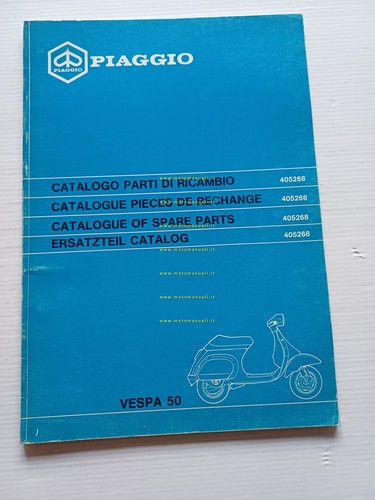 PIAGGIO
PIAGGIO
www.motomanuali.it
CATALOGO PARTI DI RICAMBIO 405268
CATALOGUE PIECES DE RECHANGE 405268
CATALOGUE OF SPARE PARTS 405268
ERSATZTEIL CATALOG 405268
www.motomanuali.it
www.motomanuali.it
www.motomanuali.it
VESPA 50